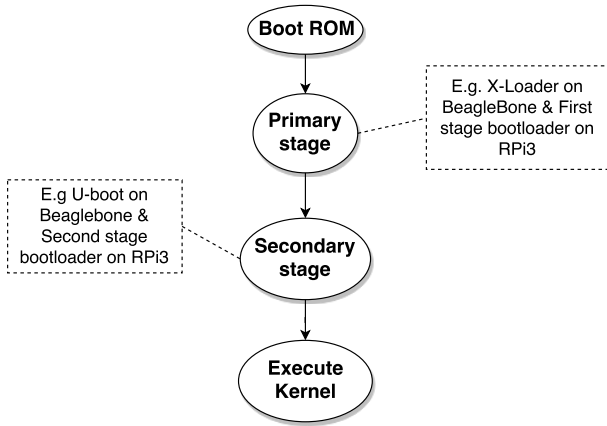 Boot ROM
Primary
stage
E.g. X-Loader on
BeagleBone & First
stage bootloader on
RPi3
E.g U-boot on
Beaglebone &
Second stage
bootloader on RPi3
Secondary
stage
Execute
Kernel